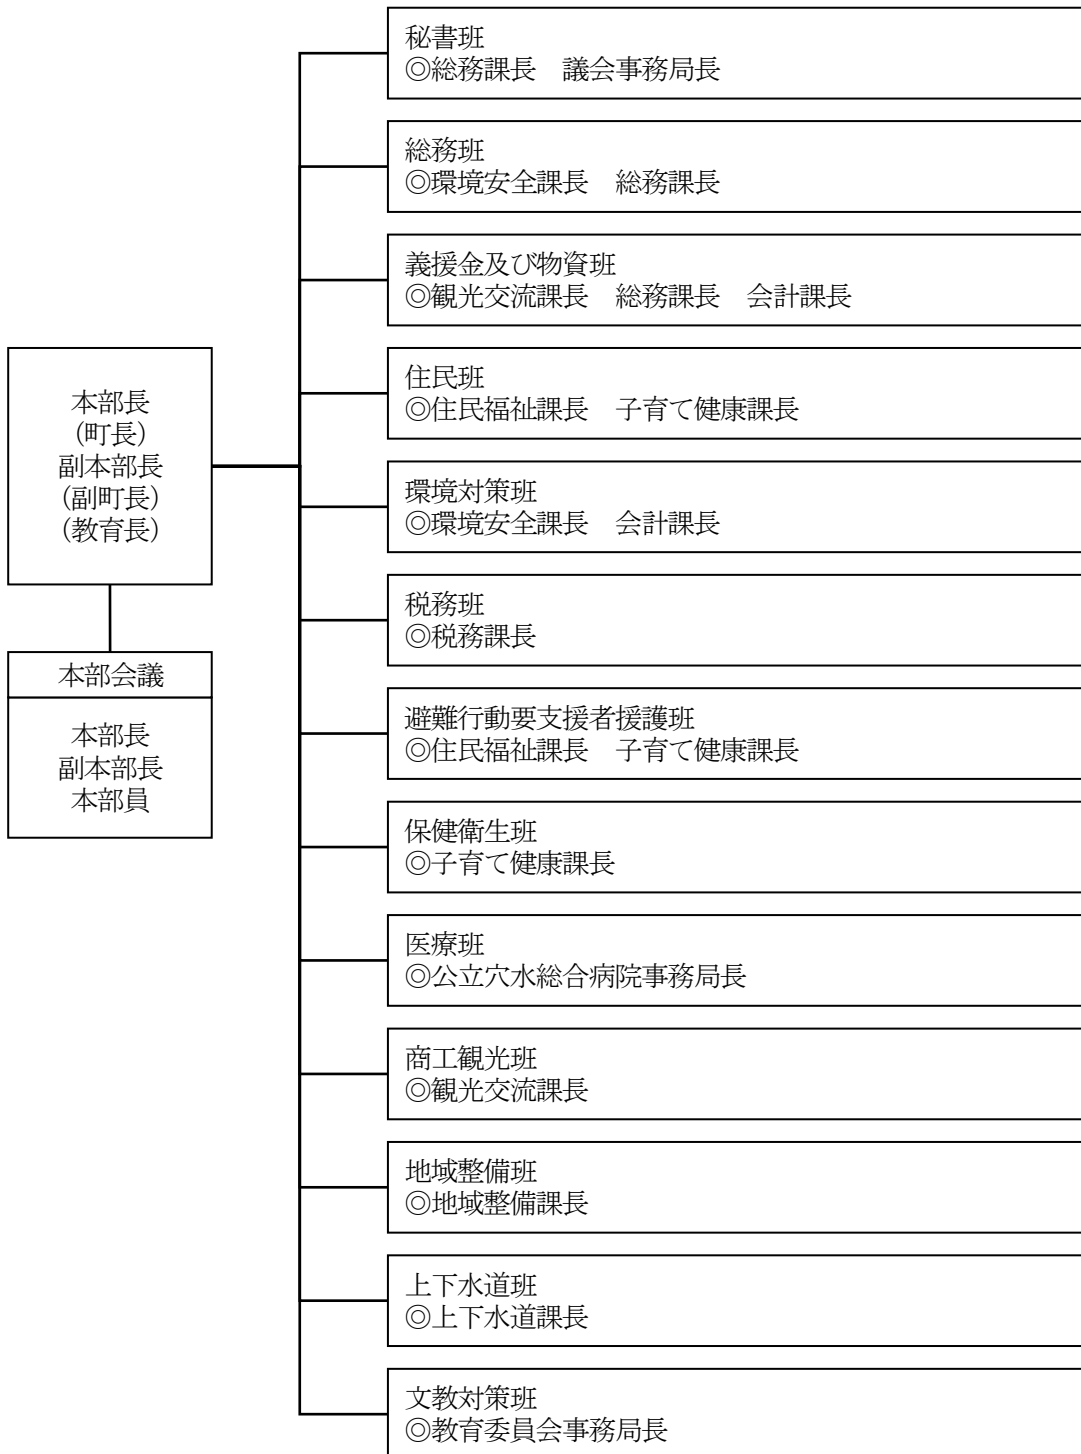 本部長
(町長)
副本部長
(副町長)
(教育長)
本部会議
本部長
副本部長
本部員
秘書班
◎総務課長　議会事務局長
総務班
◎環境安全課長　総務課長
義援金及び物資班
◎観光交流課長　総務課長　会計課長
住民班
◎住民福祉課長　子育て健康課長
環境対策班
◎環境安全課長　会計課長
税務班
◎税務課長
避難行動要支援者援護班
◎住民福祉課長　子育て健康課長
保健衛生班
◎子育て健康課長
医療班
◎公立穴水総合病院事務局長
商工観光班
◎観光交流課長
地域整備班
◎地域整備課長
上下水道班
◎上下水道課長
文教対策班
◎教育委員会事務局長